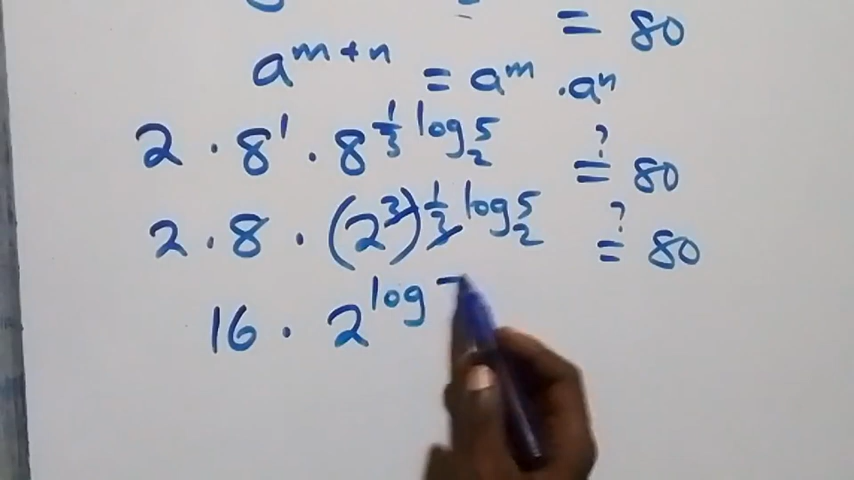 = 80
a^{m+n} = a^m · a^n
2 · 8^1 · 8^{1/3 log_2 5} ?= 80
2 · 8 · (2^3)^{1/3 log_2 5} ?= 80
16 · 2^{log